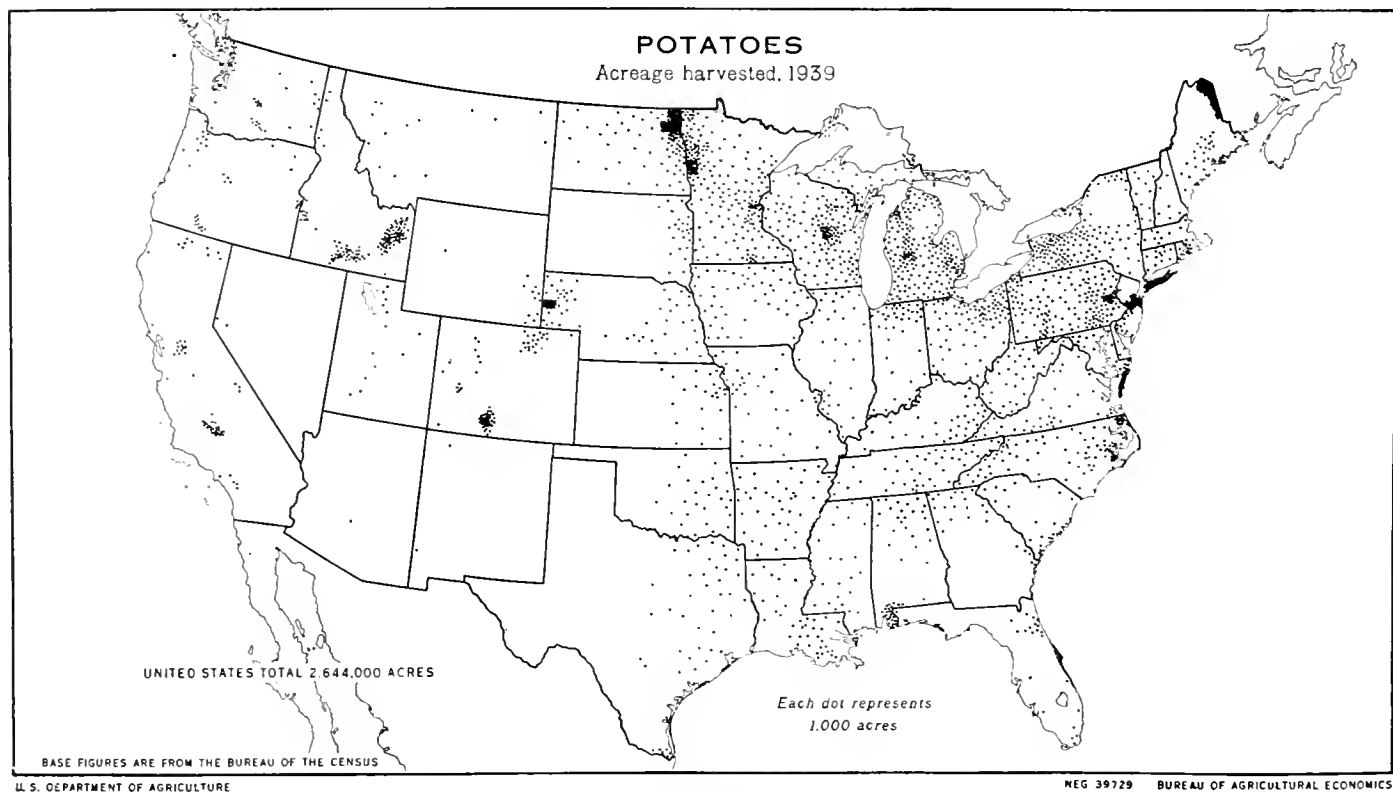 POTATOES
Acreage harvested, 1939
UNITED STATES TOTAL 2,644,000 ACRES
Each dot represents
1,000 acres
BASE FIGURES ARE FROM THE BUREAU OF THE CENSUS
U. S. DEPARTMENT OF AGRICULTURE
NEG 39729 BUREAU OF AGRICULTURAL ECONOMICS